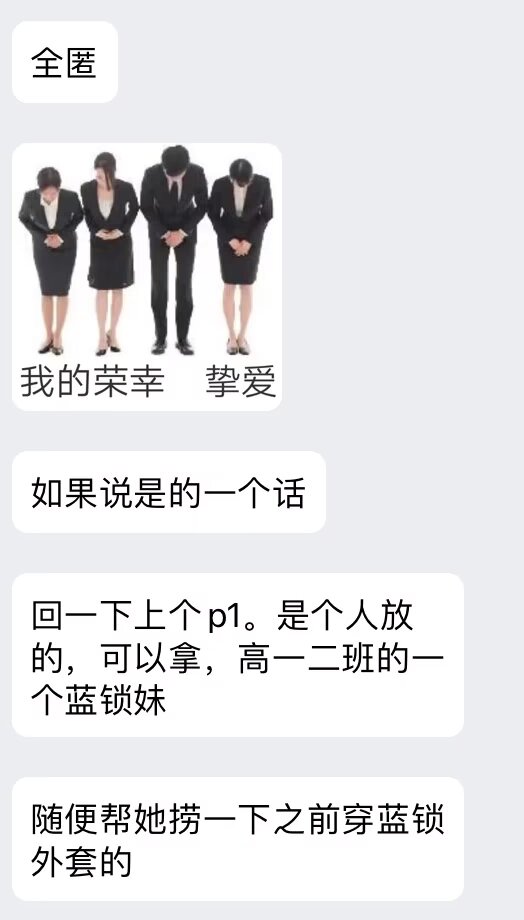 全匿
我的荣幸 挚爱
如果说是的一个话
回一下上个p1。是个人放
的，可以拿，高一二班的一
个蓝锁妹
随便帮她捞一下之前穿蓝锁
外套的